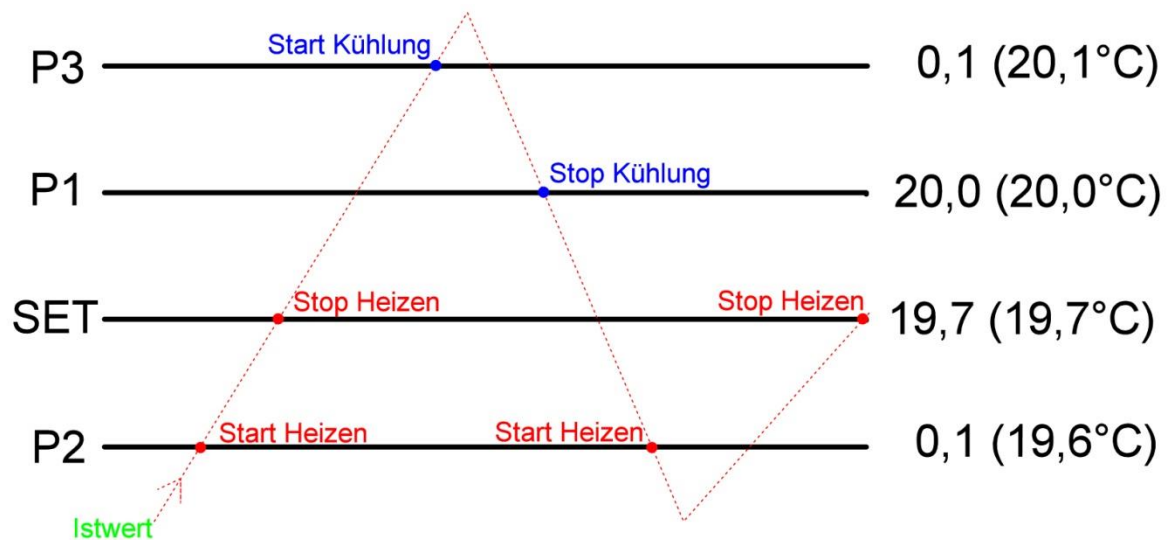 Start Kühlung
P3 0,1 (20,1°C)
Stop Kühlung
P1 20,0 (20,0°C)
Stop Heizen Stop Heizen
SET 19,7 (19,7°C)
Start Heizen Start Heizen
P2 0,1 (19,6°C)
Istwert